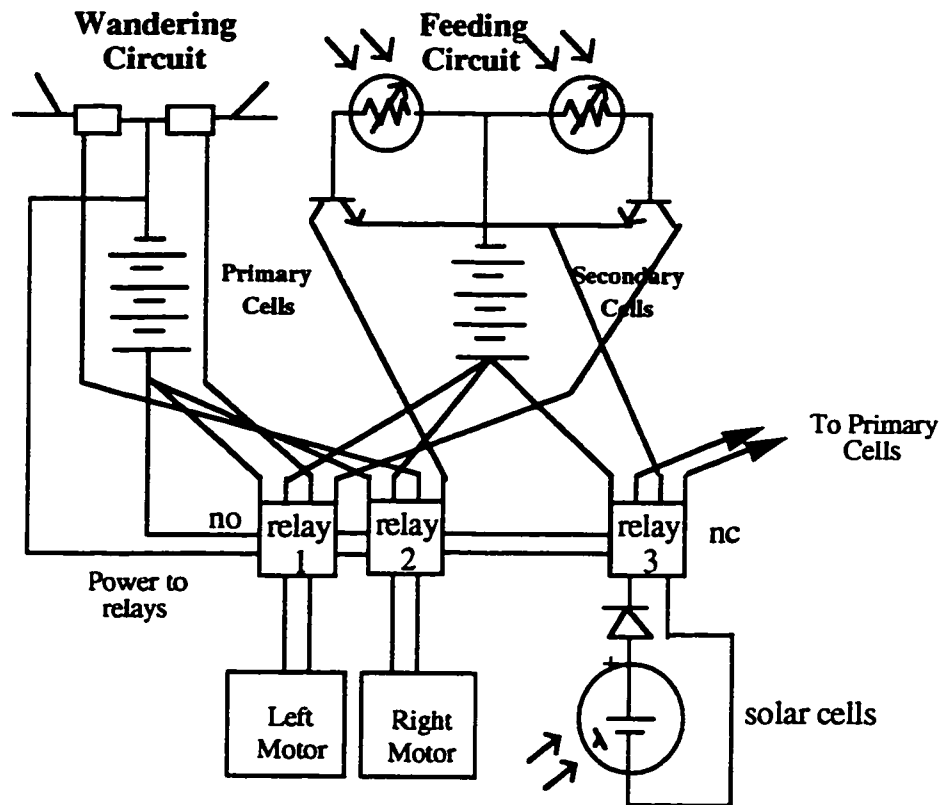 Wandering
Circuit
Feeding
Circuit
Primary
Cells
Secondary
Cells
To Primary
Cells
no
relay
1
relay
2
relay
3
nc
Power to
relays
Left
Motor
Right
Motor
+
λ
solar cells